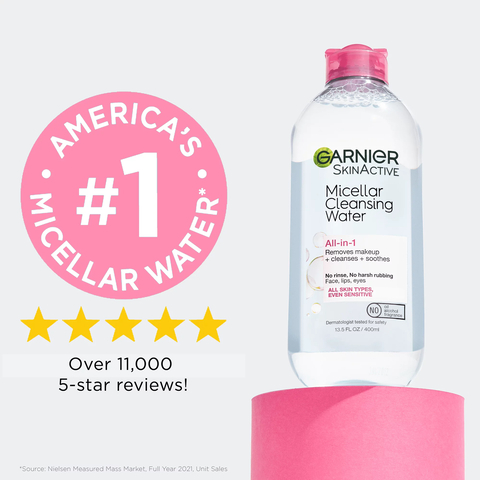 AMERICA'S
#1
MICELLAR WATER*
Over 11,000
5-star reviews!
*Source: Nielsen Measured Mass Market, Full Year 2021, Unit Sales
GARNIER
SKINACTIVE
Micellar
Cleansing
Water
All-in-1
Removes makeup
+ cleanses + soothes
No rinse, No harsh rubbing
Face, lips, eyes
ALL SKIN TYPES,
EVEN SENSITIVE
NO
alcohol
fragrance
Dermatologist tested for safety
13.5 FL.OZ / 400ml